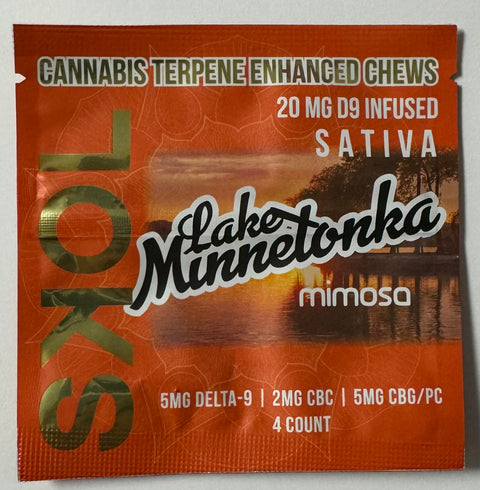 CANNABIS TERPENE ENHANCED CHEWS
20 MG D9 INFUSED
SATIVA
SKOL
Lake
Minnetonka
mimosa
5MG DELTA-9 | 2MG CBC | 5MG CBG/PC
4 COUNT